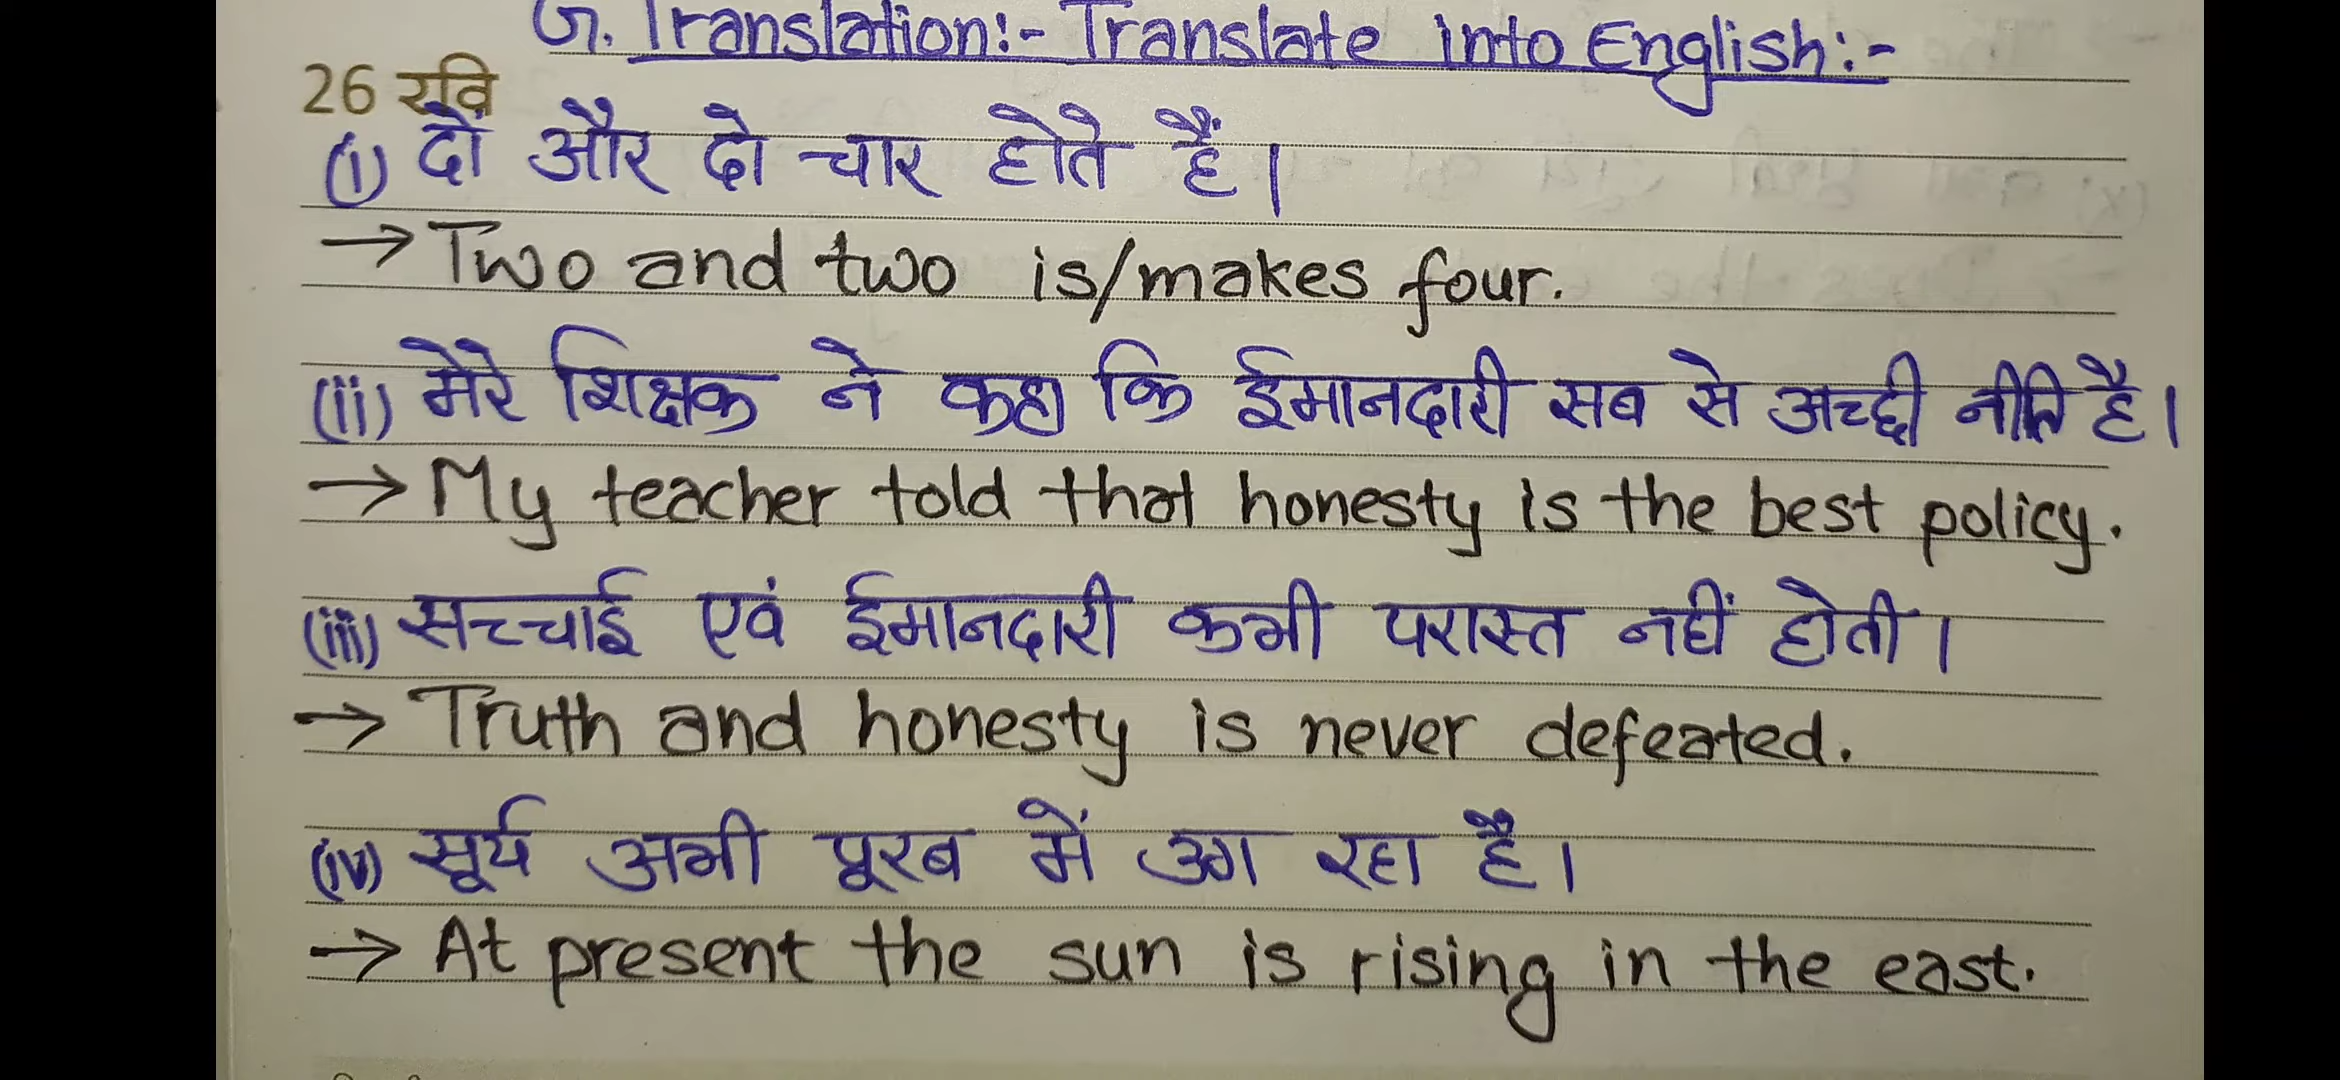 G. Translation:- Translate into English:-
26 रवि
(i) दो और दो चार होते हैं।
→ Two and two is/makes four.
(ii) मेरे शिक्षक ने कहा कि ईमानदारी सब से अच्छी नीति है।
→ My teacher told that honesty is the best policy.
(iii) सच्चाई एवं ईमानदारी कभी परास्त नहीं होती।
→ Truth and honesty is never defeated.
(iv) सूर्य अभी पूरब में उग रहा है।
→ At present the sun is rising in the east.